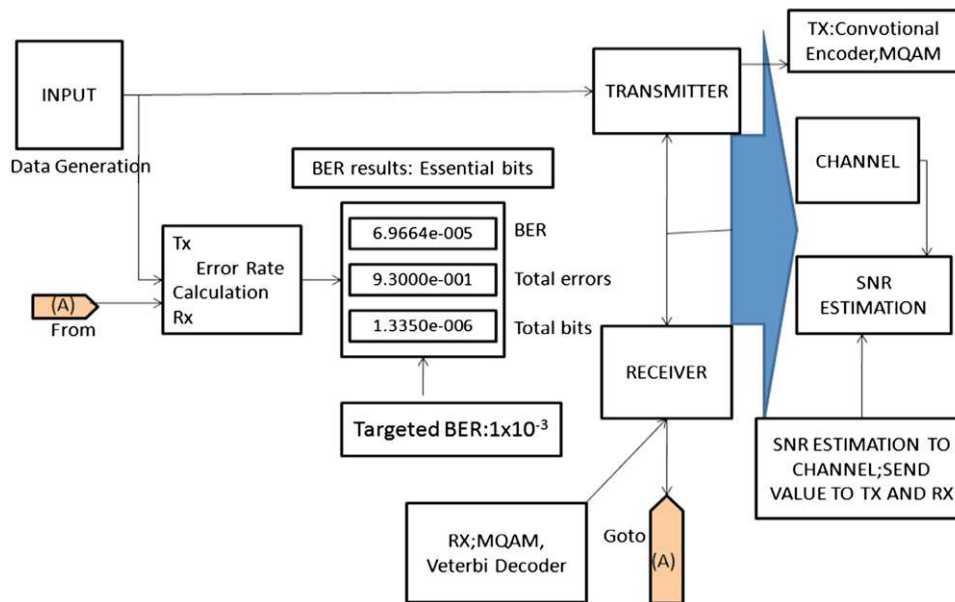 TX:Convotional
Encoder,MQAM
INPUT
TRANSMITTER
Data Generation
BER results: Essential bits
CHANNEL
Tx
Error Rate
Calculation
Rx
6.9664e-005
BER
9.3000e-001
Total errors
1.3350e-006
Total bits
SNR
ESTIMATION
(A)
From
RECEIVER
Targeted BER:1x10-3
SNR ESTIMATION TO
CHANNEL;SEND
VALUE TO TX AND RX
RX;MQAM,
Veterbi Decoder
Goto
(A)